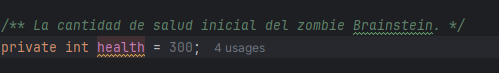 /** La cantidad de salud inicial del zombie Brainstein. */
private int health = 300; 4 usages